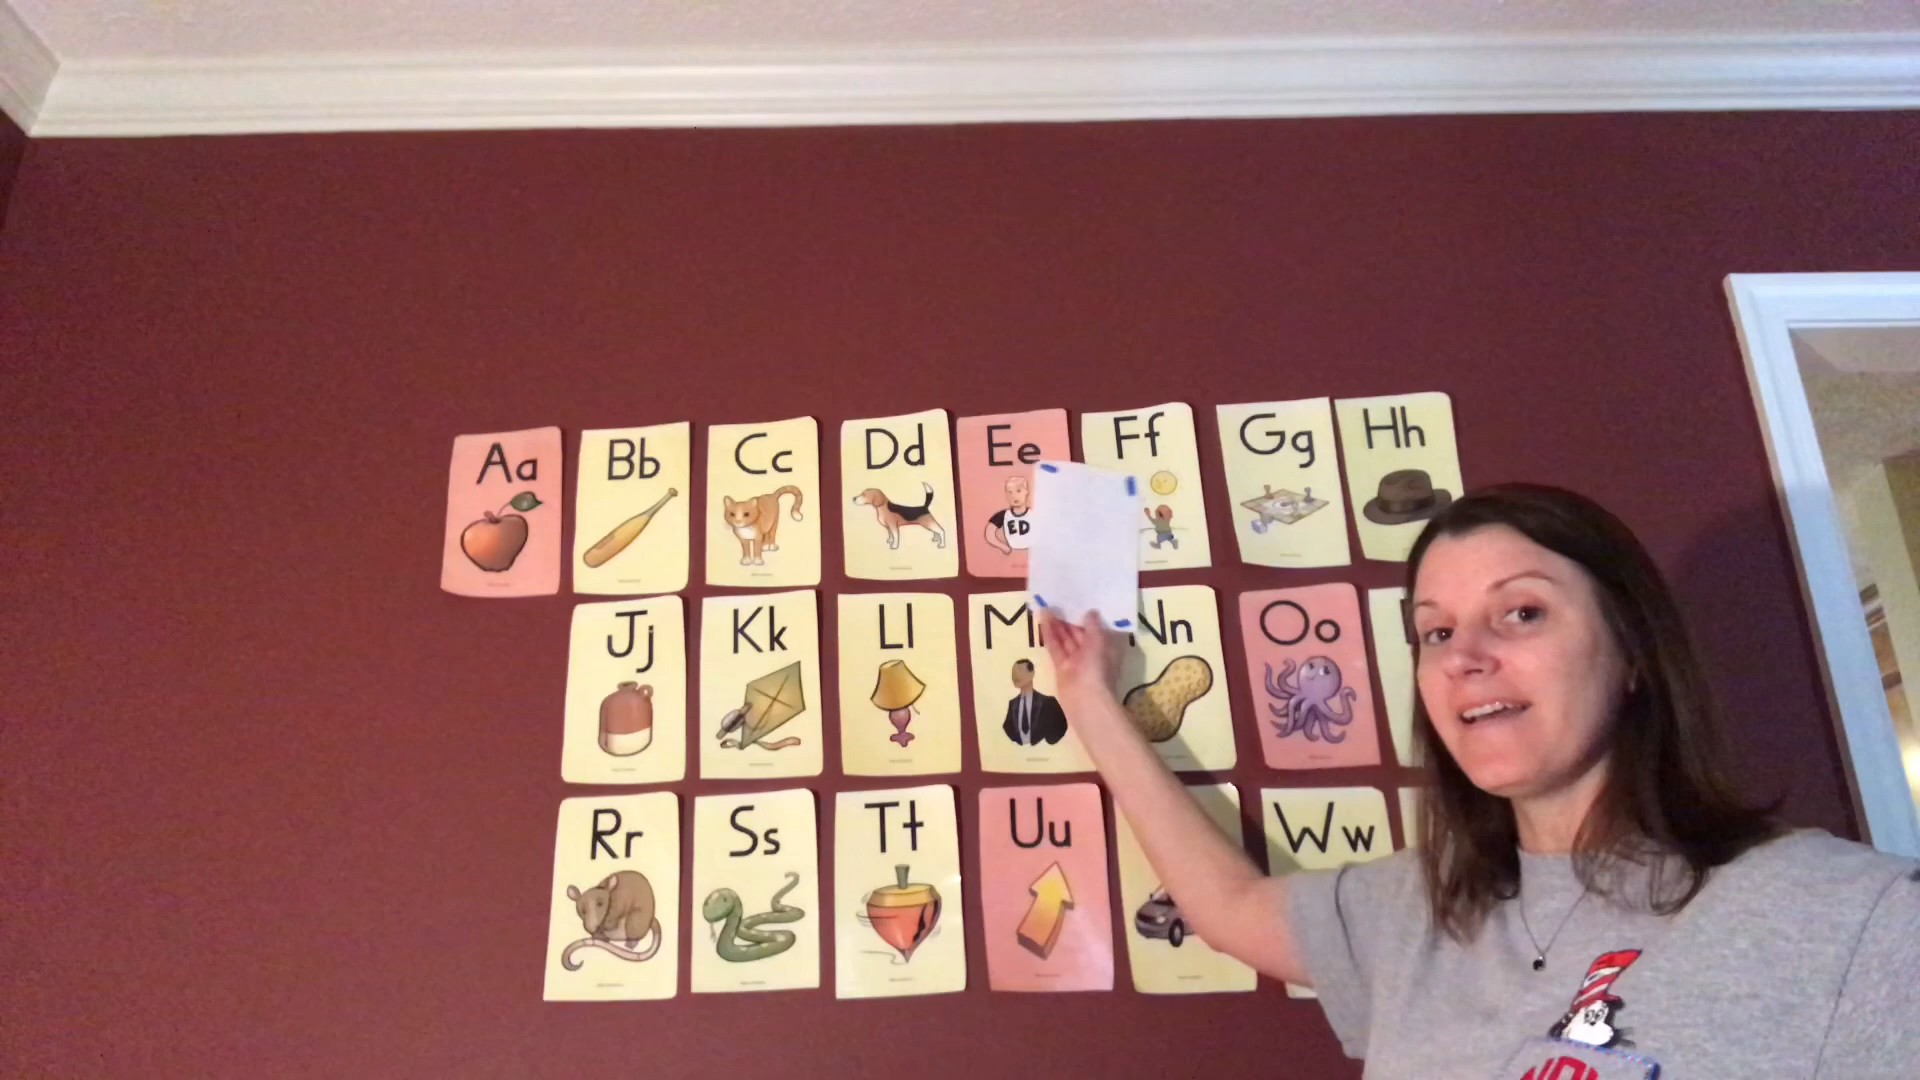 Aa Bb Cc Dd Ee Ff Gg Hh
ED
Jj Kk Ll M Nn Oo
Rr Ss Tt Uu Ww